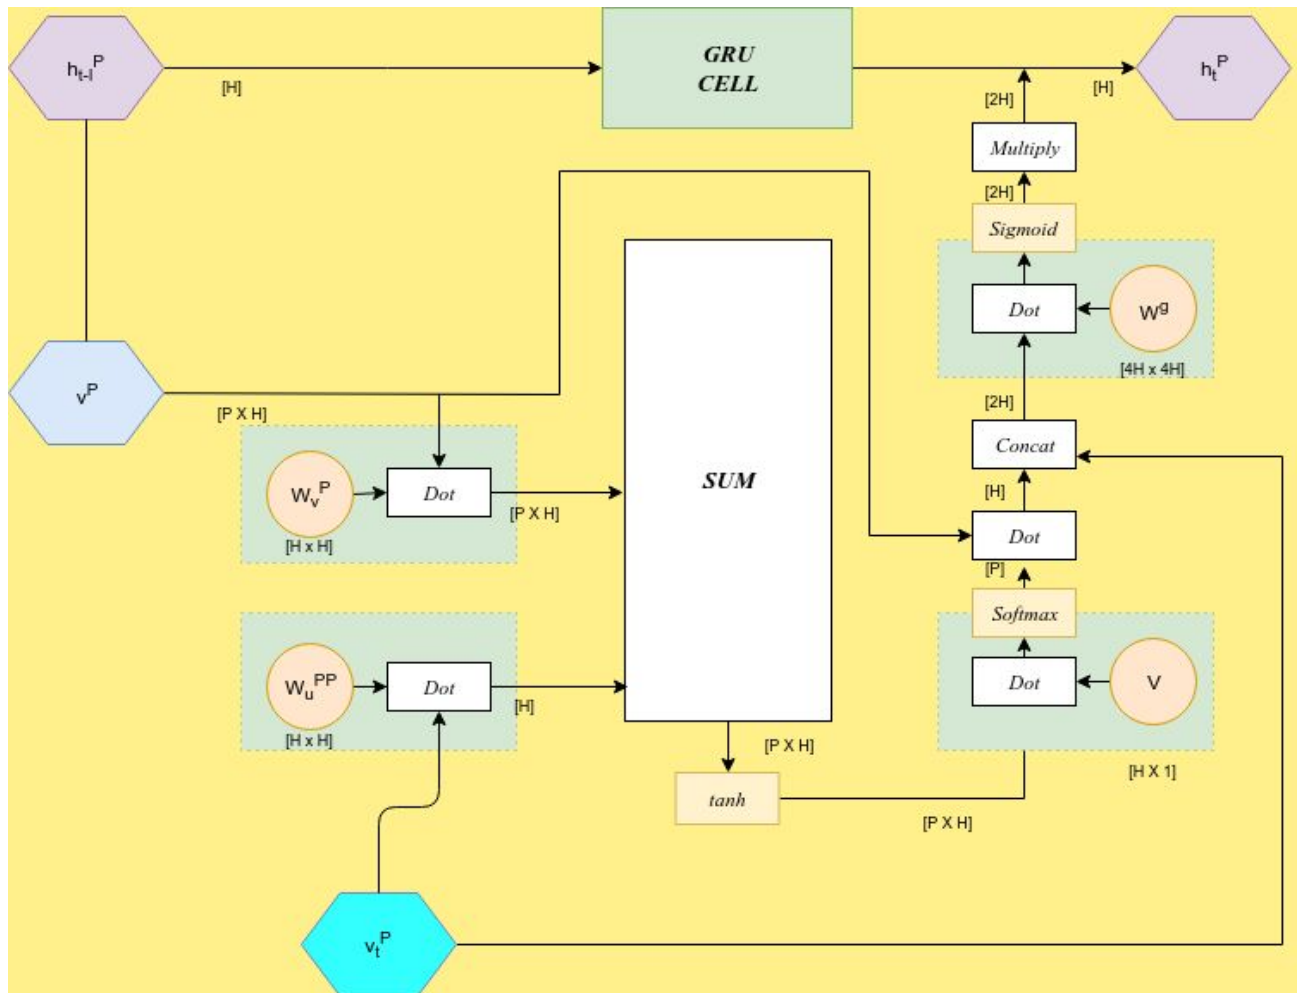 h_{t-l}^P
[H]
GRU
CELL
[2H]
[H]
h_t^P
Multiply
[2H]
Sigmoid
Dot
W^g
[4H x 4H]
v^P
[P X H]
[2H]
Concat
W_v^P
Dot
[P X H]
[H x H]
SUM
[H]
Dot
[P]
Softmax
W_u^{PP}
Dot
[H]
[H x H]
Dot
V
[P X H]
[H X 1]
tanh
[P X H]
v_t^P